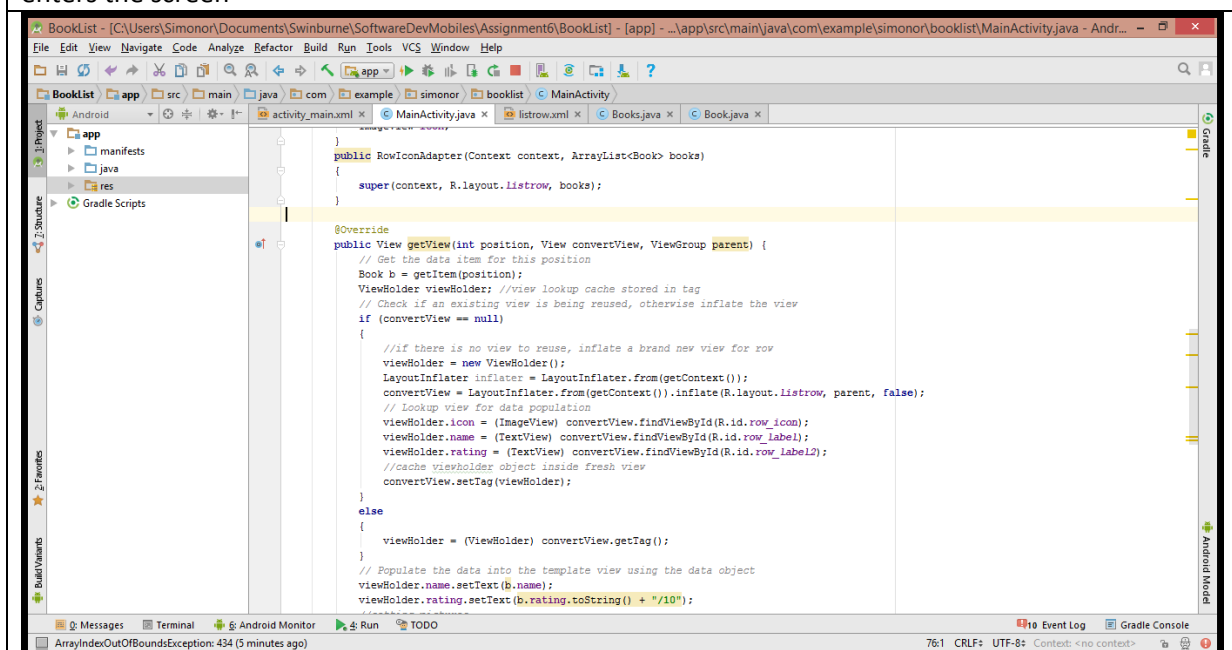 enters the screen
BookList - [C:\Users\Simonor\Documents\Swinburne\SoftwareDevMobiles\Assignment6\BookList] - [app] - ...\app\src\main\java\com\example\simonor\booklist\MainActivity.java - Andr...
File Edit View Navigate Code Analyze Refactor Build Run Tools VCS Window Help
app
BookList app src main java com example simonor booklist MainActivity
Android activity_main.xml MainActivity.java listrow.xml Books.java Book.java
1: Project
7: Structure
Captures
2: Favorites
Build Variants
app
manifests
java
res
Gradle Scripts
}
public RowIconAdapter(Context context, ArrayList<Book> books)
{
super(context, R.layout.listrow, books);
}
@Override
public View getView(int position, View convertView, ViewGroup parent) {
// Get the data item for this position
Book b = getItem(position);
ViewHolder viewHolder; //view lookup cache stored in tag
// Check if an existing view is being reused, otherwise inflate the view
if (convertView == null)
{
//if there is no view to reuse, inflate a brand new view for row
viewHolder = new ViewHolder();
LayoutInflater inflater = LayoutInflater.from(getContext());
convertView = LayoutInflater.from(getContext()).inflate(R.layout.listrow, parent, false);
// Lookup view for data population
viewHolder.icon = (ImageView) convertView.findViewById(R.id.row_icon);
viewHolder.name = (TextView) convertView.findViewById(R.id.row_label);
viewHolder.rating = (TextView) convertView.findViewById(R.id.row_label2);
//cache viewholder object inside fresh view
convertView.setTag(viewHolder);
}
else
{
viewHolder = (ViewHolder) convertView.getTag();
}
// Populate the data into the template view using the data object
viewHolder.name.setText(b.name);
viewHolder.rating.setText(b.rating.toString() + "/10");
Gradle
Android Model
0: Messages Terminal 6: Android Monitor 4: Run TODO 10 Event Log Gradle Console
ArrayIndexOutOfBoundsException: 434 (5 minutes ago) 76:1 CRLF UTF-8 Context: <no context>